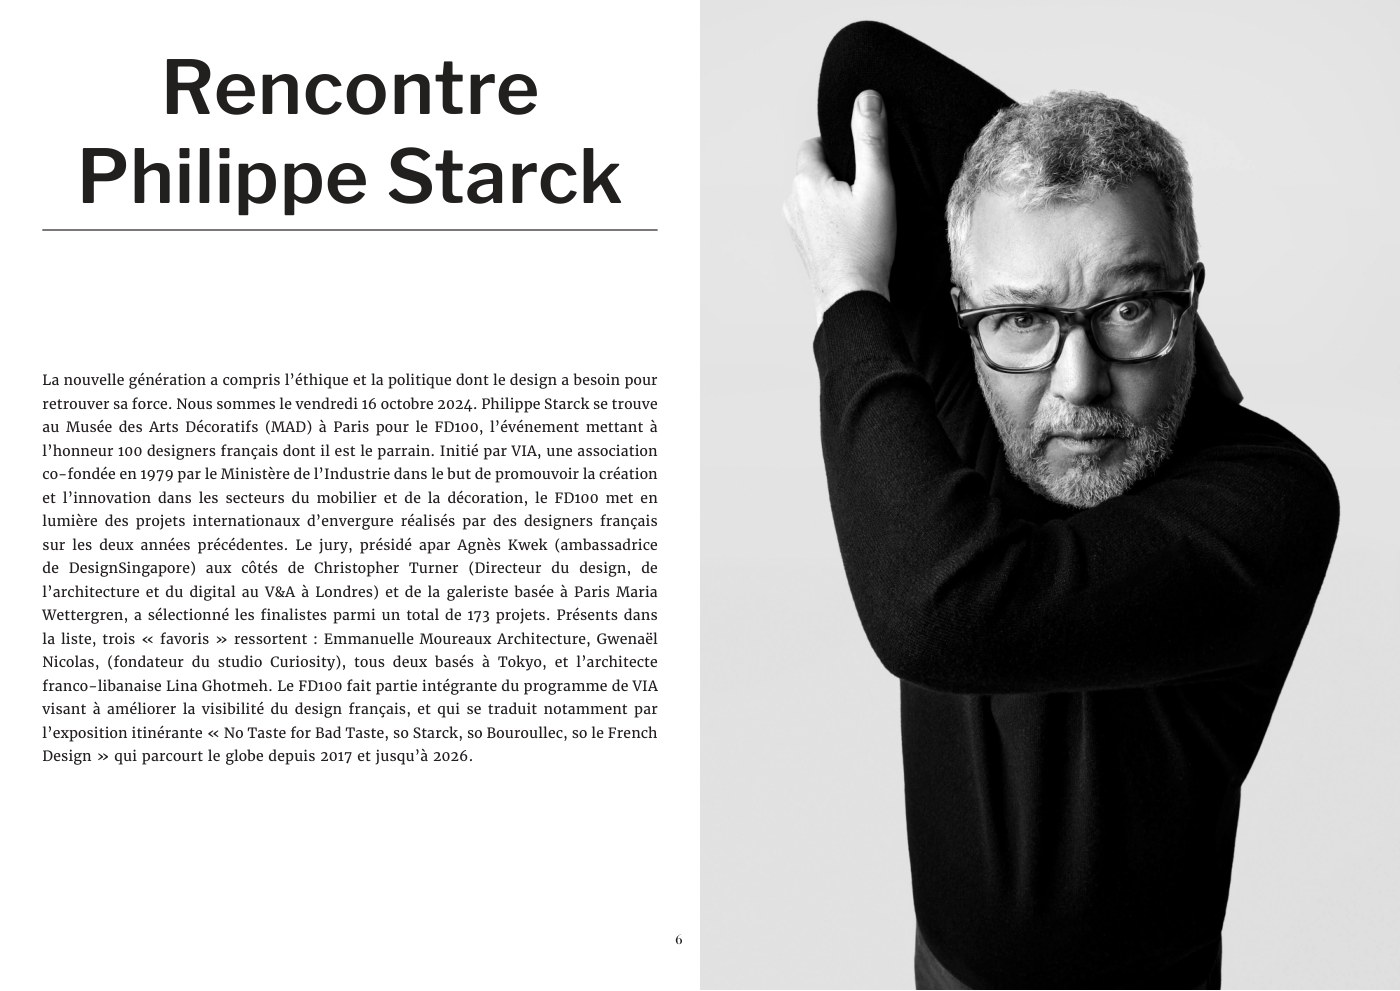 Rencontre
Philippe Starck
La nouvelle génération a compris l’éthique et la politique dont le design a besoin pour
retrouver sa force. Nous sommes le vendredi 16 octobre 2024. Philippe Starck se trouve
au Musée des Arts Décoratifs (MAD) à Paris pour le FD100, l’événement mettant à
l’honneur 100 designers français dont il est le parrain. Initié par VIA, une association
co-fondée en 1979 par le Ministère de l’Industrie dans le but de promouvoir la création
et l’innovation dans les secteurs du mobilier et de la décoration, le FD100 met en
lumière des projets internationaux d’envergure réalisés par des designers français
sur les deux années précédentes. Le jury, présidé apar Agnès Kwek (ambassadrice
de DesignSingapore) aux côtés de Christopher Turner (Directeur du design, de
l’architecture et du digital au V&A à Londres) et de la galeriste basée à Paris Maria
Wettergren, a sélectionné les finalistes parmi un total de 173 projets. Présents dans
la liste, trois « favoris » ressortent : Emmanuelle Moureaux Architecture, Gwenaël
Nicolas, (fondateur du studio Curiosity), tous deux basés à Tokyo, et l’architecte
franco-libanaise Lina Ghotmeh. Le FD100 fait partie intégrante du programme de VIA
visant à améliorer la visibilité du design français, et qui se traduit notamment par
l’exposition itinérante « No Taste for Bad Taste, so Starck, so Bouroullec, so le French
Design » qui parcourt le globe depuis 2017 et jusqu’à 2026.
6